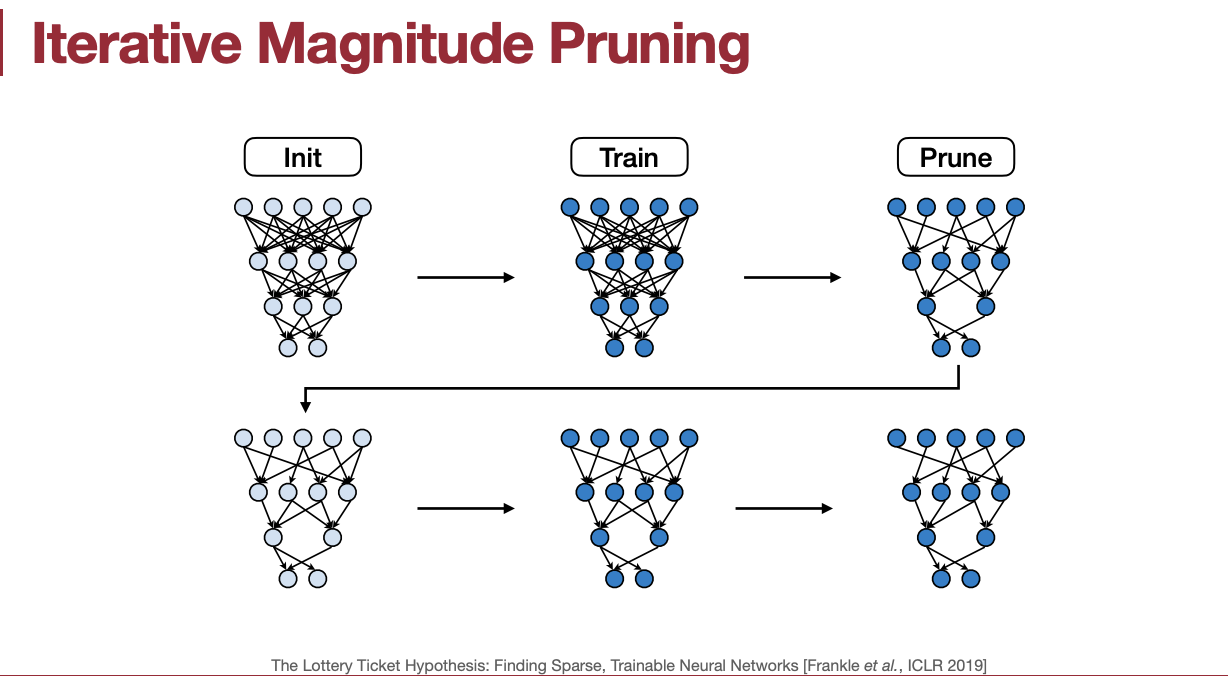 Iterative Magnitude Pruning
Init
Train
Prune
The Lottery Ticket Hypothesis: Finding Sparse, Trainable Neural Networks [Frankle et al., ICLR 2019]